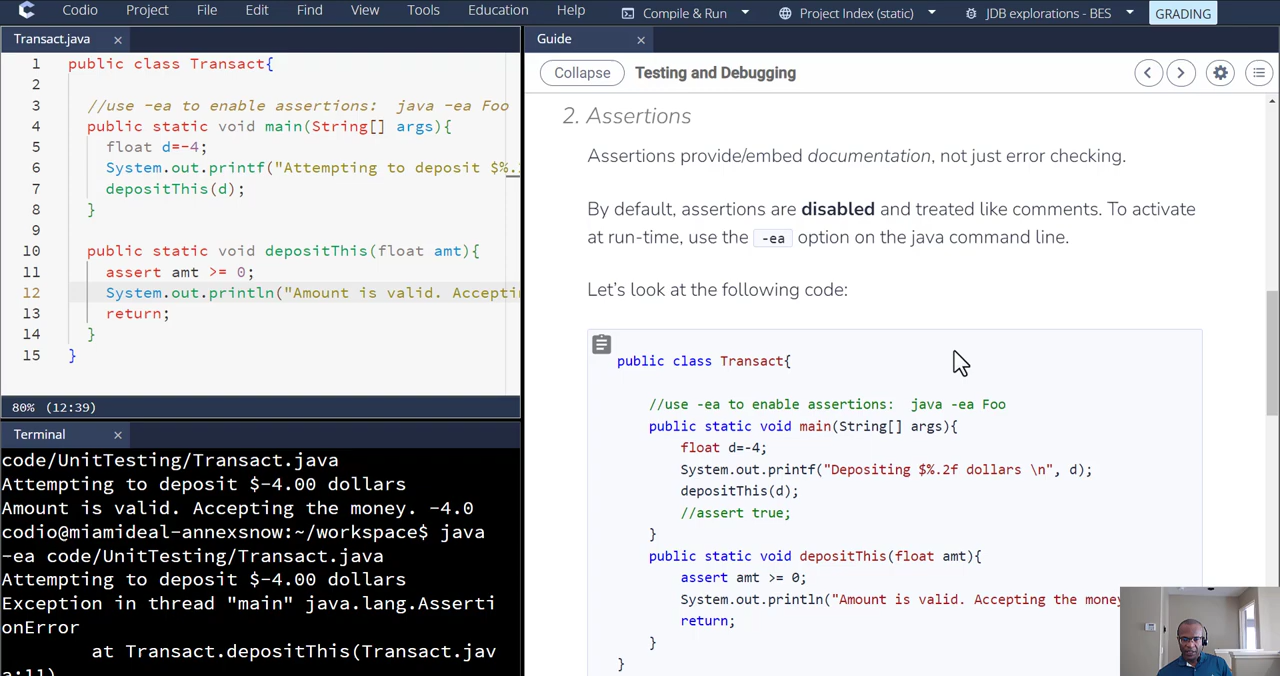 Codio Project File Edit Find View Tools Education Help Compile & Run Project Index (static) JDB explorations - BES GRADING
Transact.java
1 public class Transact{
2
3 //use -ea to enable assertions:  java -ea Foo
4 public static void main(String[] args){
5 float d=-4;
6 System.out.printf("Attempting to deposit $%.
7 depositThis(d);
8 }
9
10 public static void depositThis(float amt){
11 assert amt >= 0;
12 System.out.println("Amount is valid. Accepti
13 return;
14 }
15 }
80% (12:39)
Terminal
code/UnitTesting/Transact.java
Attempting to deposit $-4.00 dollars
Amount is valid. Accepting the money. -4.0
codio@miamideal-annexsnow:~/workspace$ java
-ea code/UnitTesting/Transact.java
Attempting to deposit $-4.00 dollars
Exception in thread "main" java.lang.Asserti
onError
at Transact.depositThis(Transact.jav
a:11)
Guide
Collapse Testing and Debugging
2. Assertions
Assertions provide/embed documentation, not just error checking.
By default, assertions are disabled and treated like comments. To activate
at run-time, use the -ea option on the java command line.
Let's look at the following code:
public class Transact{
//use -ea to enable assertions:  java -ea Foo
public static void main(String[] args){
float d=-4;
System.out.printf("Depositing $%.2f dollars \n", d);
depositThis(d);
//assert true;
}
public static void depositThis(float amt){
assert amt >= 0;
System.out.println("Amount is valid. Accepting the money
return;
}
}